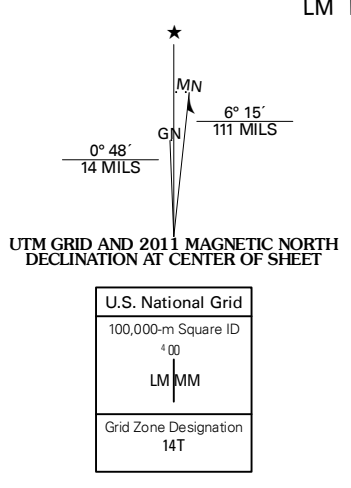 LM
★
MN
GN
6° 15´
111 MILS
0° 48´
14 MILS
UTM GRID AND 2011 MAGNETIC NORTH
DECLINATION AT CENTER OF SHEET
U.S. National Grid
100,000-m Square ID
⁴00
LM MM
Grid Zone Designation
14T